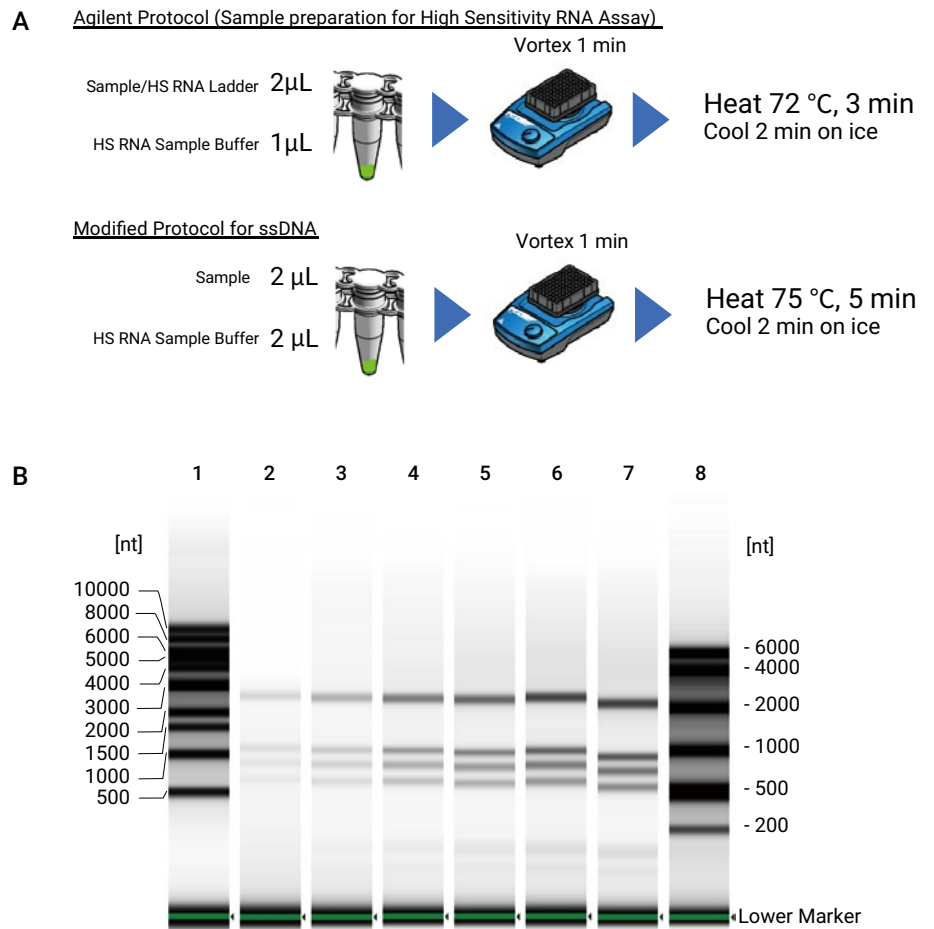 A
Agilent Protocol (Sample preparation for High Sensitivity RNA Assay)
Vortex 1 min
Sample/HS RNA Ladder 2µL
HS RNA Sample Buffer 1µL
Heat 72 °C, 3 min
Cool 2 min on ice
Modified Protocol for ssDNA
Vortex 1 min
Sample 2 µL
HS RNA Sample Buffer 2 µL
Heat 75 °C, 5 min
Cool 2 min on ice
B
1 2 3 4 5 6 7 8
[nt]
10000
8000
6000
5000
4000
3000
2000
1500
1000
500
[nt]
- 6000
- 4000
- 2000
- 1000
- 500
- 200
Lower Marker